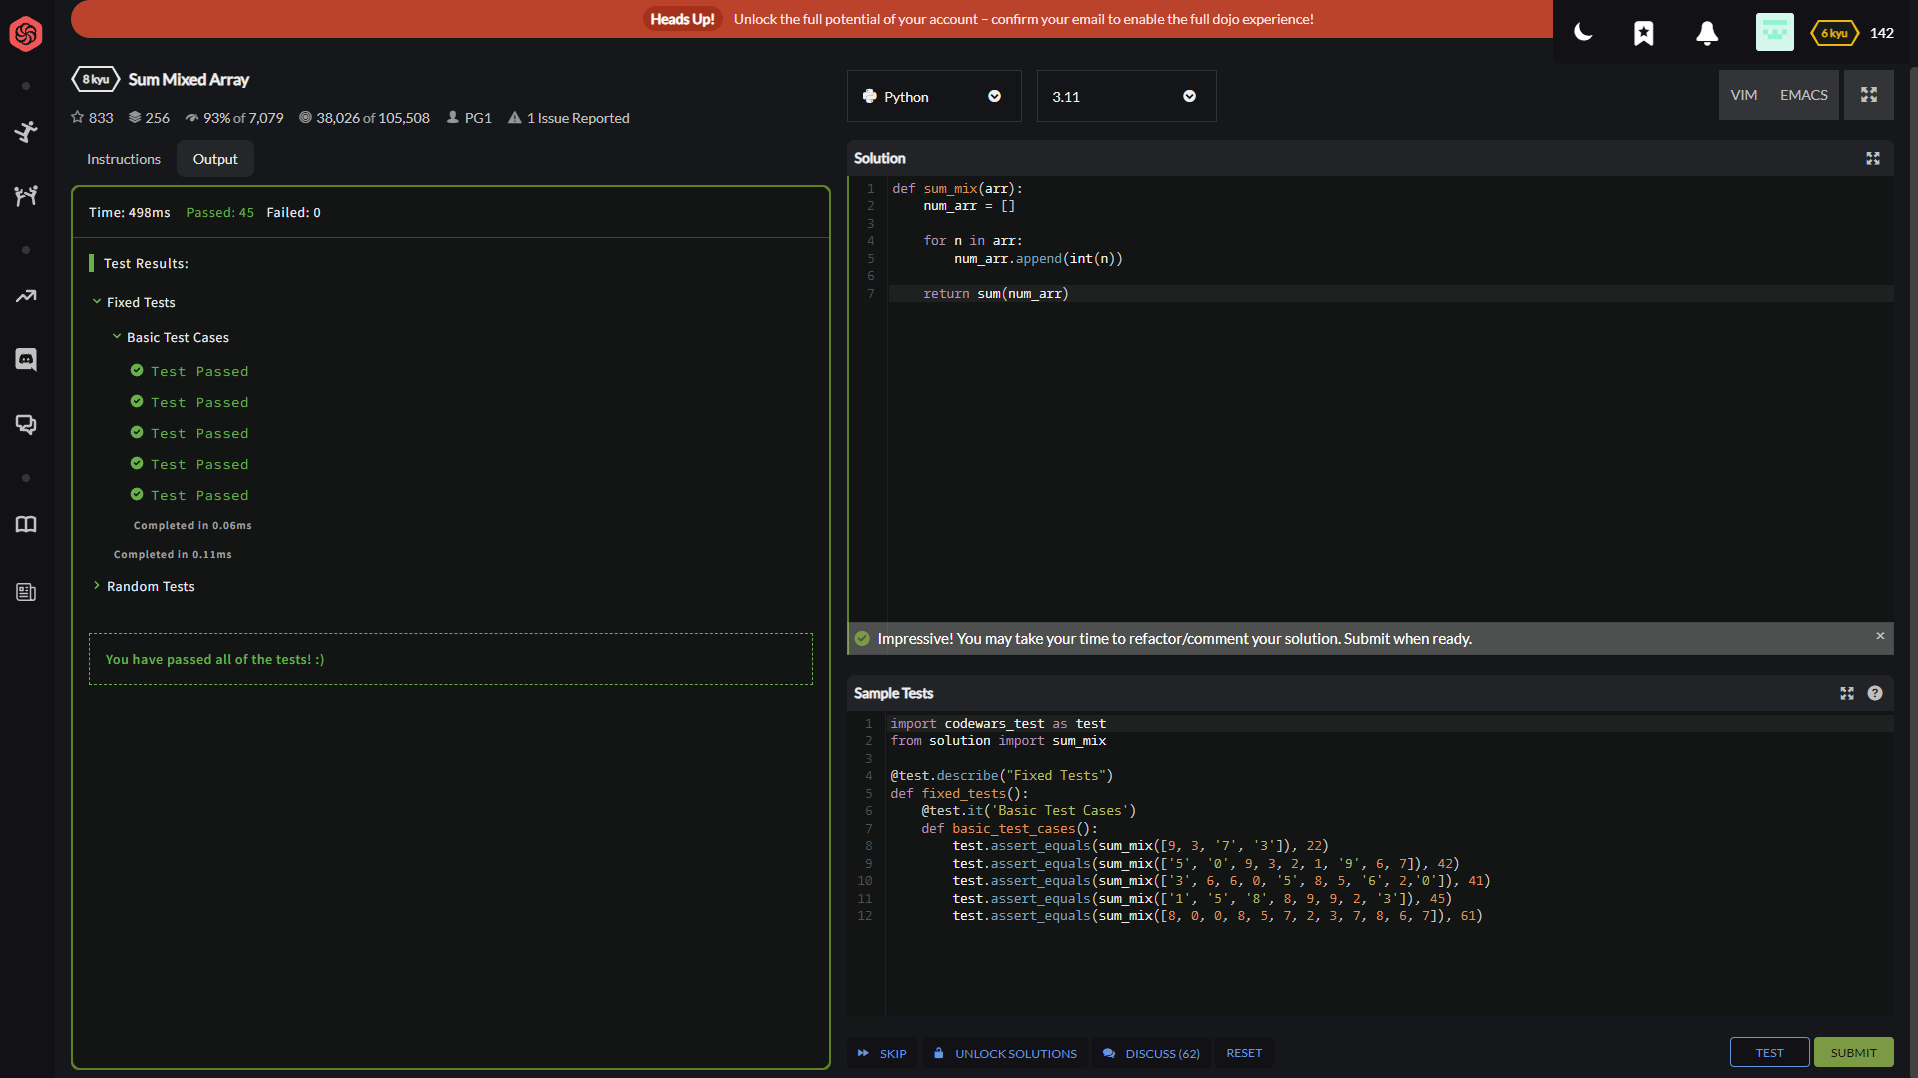 Heads Up! Unlock the full potential of your account – confirm your email to enable the full dojo experience!
6 kyu 142
8 kyu Sum Mixed Array
833 256 93% of 7,079 38,026 of 105,508 PG1 1 Issue Reported
Instructions Output
Time: 498ms Passed: 45 Failed: 0
Test Results:
Fixed Tests
Basic Test Cases
Test Passed
Test Passed
Test Passed
Test Passed
Test Passed
Completed in 0.06ms
Completed in 0.11ms
Random Tests
You have passed all of the tests! :)
Python 3.11 VIM EMACS
Solution
1 def sum_mix(arr):
2     num_arr = []
3
4     for n in arr:
5         num_arr.append(int(n))
6
7     return sum(num_arr)
Impressive! You may take your time to refactor/comment your solution. Submit when ready. ×
Sample Tests ?
1 import codewars_test as test
2 from solution import sum_mix
3
4 @test.describe("Fixed Tests")
5 def fixed_tests():
6     @test.it('Basic Test Cases')
7     def basic_test_cases():
8         test.assert_equals(sum_mix([9, 3, '7', '3']), 22)
9         test.assert_equals(sum_mix(['5', '0', 9, 3, 2, 1, '9', 6, 7]), 42)
10         test.assert_equals(sum_mix(['3', 6, 6, 0, '5', 8, 5, '6', 2,'0']), 41)
11         test.assert_equals(sum_mix(['1', '5', '8', 8, 9, 9, 2, '3']), 45)
12         test.assert_equals(sum_mix([8, 0, 0, 8, 5, 7, 2, 3, 7, 8, 6, 7]), 61)
SKIP UNLOCK SOLUTIONS DISCUSS (62) RESET TEST SUBMIT